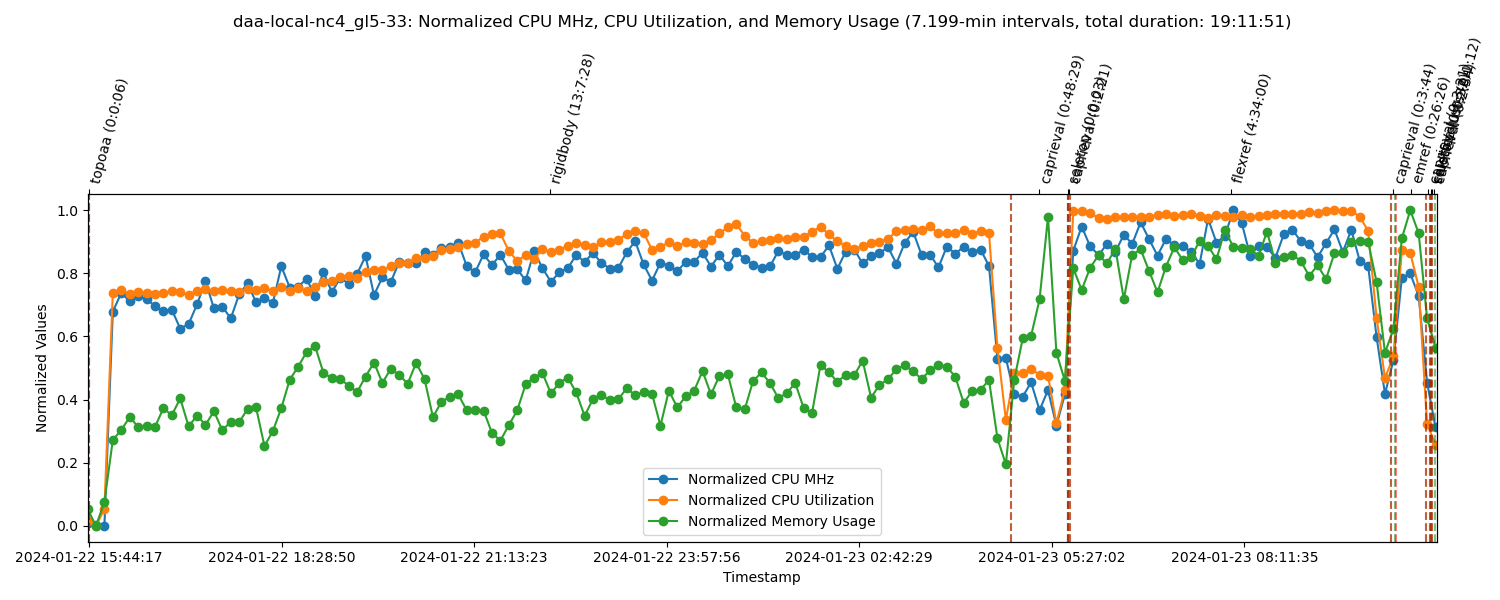 daa-local-nc4_gl5-33: Normalized CPU MHz, CPU Utilization, and Memory Usage (7.199-min intervals, total duration: 19:11:51)
topoaa (0:0:06)
rigidbody (13:7:28)
caprieval (0:48:29)
caprieval (0:2:21)
flexref (4:34:00)
caprieval (0:3:44)
emref (0:26:26)
Normalized Values
1.0
0.8
0.6
0.4
0.2
0.0
Normalized CPU MHz
Normalized CPU Utilization
Normalized Memory Usage
2024-01-22 15:44:17
2024-01-22 18:28:50
2024-01-22 21:13:23
2024-01-22 23:57:56
2024-01-23 02:42:29
2024-01-23 05:27:02
2024-01-23 08:11:35
Timestamp